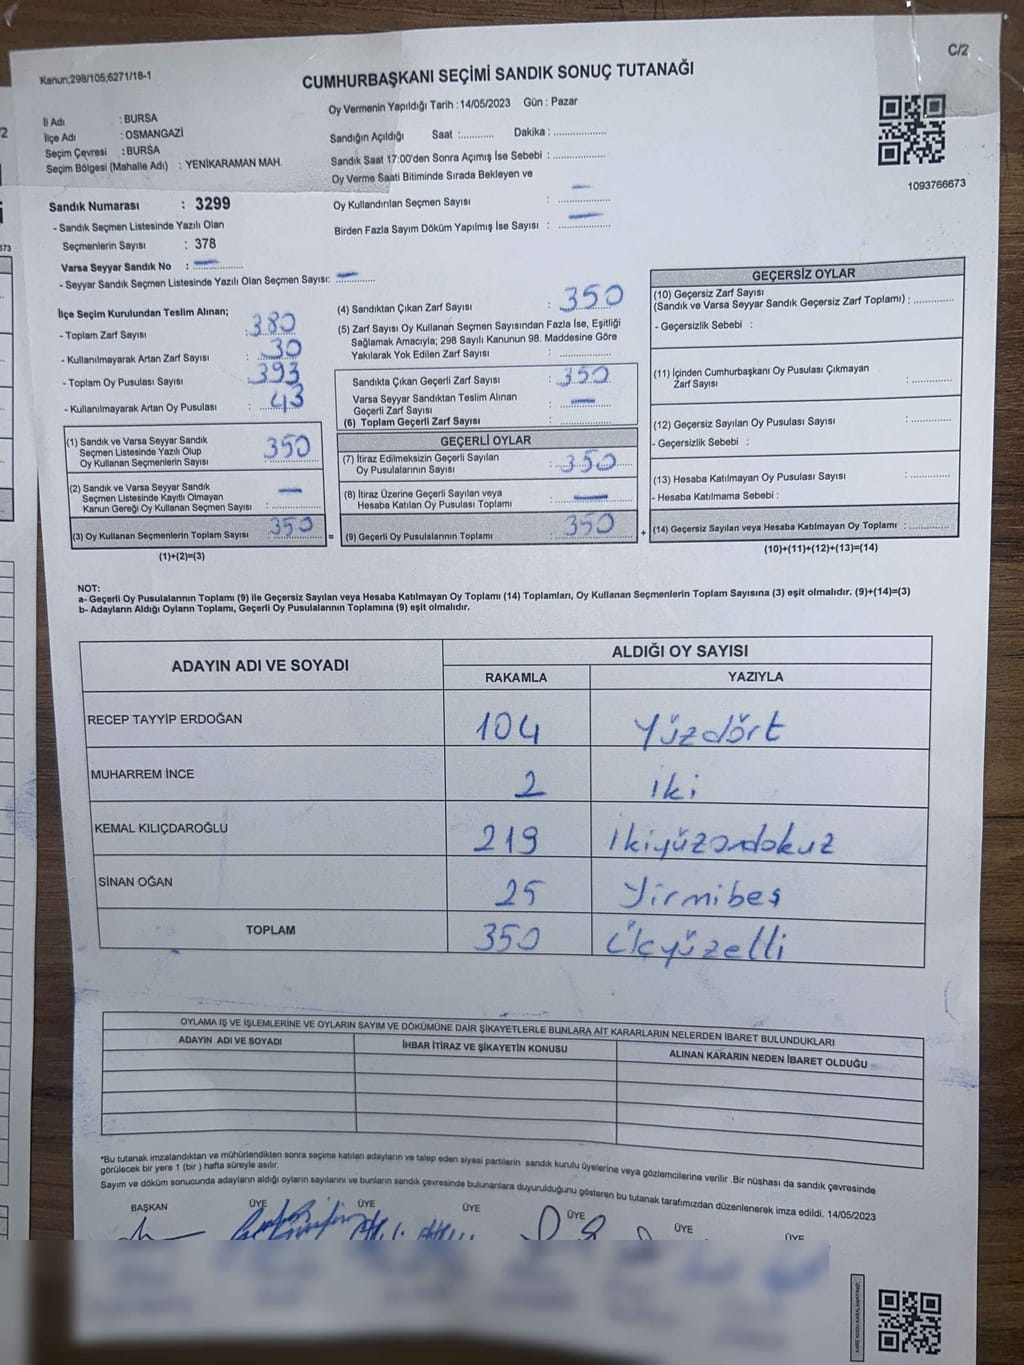 C/2
Kanun;298/105;6271/18-1
CUMHURBAŞKANI SEÇİMİ SANDIK SONUÇ TUTANAĞI
Oy Vermenin Yapıldığı Tarih : 14/05/2023 Gün : Pazar
İl Adı : BURSA
İlçe Adı : OSMANGAZİ
Seçim Çevresi : BURSA
Seçim Bölgesi (Mahalle Adı) : YENİKARAMAN MAH.
Sandığın Açıldığı Saat :........... Dakika :................
Sandık Saat 17:00'den Sonra Açımış İse Sebebi :................
Oy Verme Saati Bitiminde Sırada Bekleyen ve
Oy Kullandırılan Seçmen Sayısı : —
Birden Fazla Sayım Döküm Yapılmış İse Sayısı : —
1093766673
Sandık Numarası : 3299
- Sandık Seçmen Listesinde Yazılı Olan
Seçmenlerin Sayısı : 378
Varsa Seyyar Sandık No : —
- Seyyar Sandık Seçmen Listesinde Yazılı Olan Seçmen Sayısı: —
İlçe Seçim Kurulundan Teslim Alınan;
- Toplam Zarf Sayısı : 380
- Kullanılmayarak Artan Zarf Sayısı : 30
- Toplam Oy Pusulası Sayısı : 393
- Kullanılmayarak Artan Oy Pusulası : 43
(1) Sandık ve Varsa Seyyar Sandık
Seçmen Listesinde Yazılı Olup
Oy Kullanan Seçmenlerin Sayısı 350
(2) Sandık ve Varsa Seyyar Sandık
Seçmen Listesinde Kayıtlı Olmayan
Kanun Gereği Oy Kullanan Seçmen Sayısı : —
(3) Oy Kullanan Seçmenlerin Toplam Sayısı : 350
(1)+(2)=(3)
=
(4) Sandıktan Çıkan Zarf Sayısı : 350
(5) Zarf Sayısı Oy Kullanan Seçmen Sayısından Fazla İse, Eşitliği
Sağlamak Amacıyla; 298 Sayılı Kanunun 98. Maddesine Göre
Yakılarak Yok Edilen Zarf Sayısı :
Sandıkta Çıkan Geçerli Zarf Sayısı : 350
Varsa Seyyar Sandıktan Teslim Alınan
Geçerli Zarf Sayısı : —
(6) Toplam Geçerli Zarf Sayısı :
GEÇERLİ OYLAR
(7) İtiraz Edilmeksizin Geçerli Sayılan
Oy Pusulalarının Sayısı : 350
(8) İtiraz Üzerine Geçerli Sayılan veya
Hesaba Katılan Oy Pusulası Toplamı : —
(9) Geçerli Oy Pusulalarının Toplamı : 350
+
GEÇERSİZ OYLAR
(10) Geçersiz Zarf Sayısı
(Sandık ve Varsa Seyyar Sandık Geçersiz Zarf Toplamı) :
- Geçersizlik Sebebi :
(11) İçinden Cumhurbaşkanı Oy Pusulası Çıkmayan
Zarf Sayısı :
(12) Geçersiz Sayılan Oy Pusulası Sayısı :
- Geçersizlik Sebebi :
(13) Hesaba Katılmayan Oy Pusulası Sayısı :
- Hesaba Katılmama Sebebi :
(14) Geçersiz Sayılan veya Hesaba Katılmayan Oy Toplamı :
(10)+(11)+(12)+(13)=(14)
NOT:
a- Geçerli Oy Pusulalarının Toplamı (9) ile Geçersiz Sayılan veya Hesaba Katılmayan Oy Toplamı (14) Toplamları, Oy Kullanan Seçmenlerin Toplam Sayısına (3) eşit olmalıdır. (9)+(14)=(3)
b- Adayların Aldığı Oyların Toplamı, Geçerli Oy Pusulalarının Toplamına (9) eşit olmalıdır.
ADAYIN ADI VE SOYADI ALDIĞI OY SAYISI
RAKAMLA YAZIYLA
RECEP TAYYİP ERDOĞAN 104 Yüzdört
MUHARREM İNCE 2 iki
KEMAL KILIÇDAROĞLU 219 ikiyüzondokuz
SİNAN OĞAN 25 Yirmibeş
TOPLAM 350 Üçyüzelli
OYLAMA İŞ VE İŞLEMLERİNE VE OYLARIN SAYIM VE DÖKÜMÜNE DAİR ŞİKAYETLERLE BUNLARA AİT KARARLARIN NELERDEN İBARET BULUNDUKLARI
ADAYIN ADI VE SOYADI İHBAR İTİRAZ VE ŞİKAYETİN KONUSU ALINAN KARARIN NEDEN İBARET OLDUĞU
*Bu tutanak imzalandıktan ve mühürlendikten sonra seçime katılan adayların ve talep eden siyasi partilerin sandık kurulu üyelerine veya gözlemcilerine verilir .Bir nüshası da sandık çevresinde
görülecek bir yere 1 (bir ) hafta süreyle asılır.
Sayım ve döküm sonucunda adayların aldığı oyların sayılarını ve bunların sandık çevresinde bulunanlara duyurulduğunu gösteren bu tutanak tarafımızdan düzenlenerek imza edildi. 14/05/2023
BAŞKAN ÜYE ÜYE ÜYE ÜYE ÜYE ÜYE